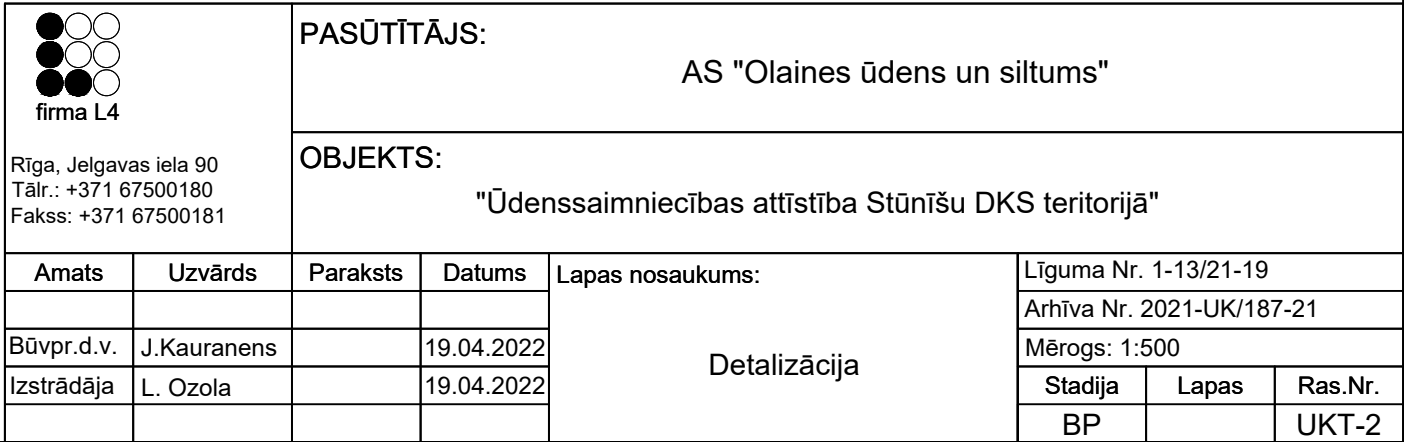 firma L4
Rīga, Jelgavas iela 90
Tālr.: +371 67500180
Fakss: +371 67500181
PASŪTĪTĀJS:
AS "Olaines ūdens un siltums"
OBJEKTS:
"Ūdenssaimniecības attīstība Stūnīšu DKS teritorijā"
Amats Uzvārds Paraksts Datums
Būvpr.d.v. J.Kauranens 19.04.2022
Izstrādāja L. Ozola 19.04.2022
Lapas nosaukums:
Detalizācija
Līguma Nr. 1-13/21-19
Arhīva Nr. 2021-UK/187-21
Mērogs: 1:500
Stadija Lapas Ras.Nr.
BP UKT-2